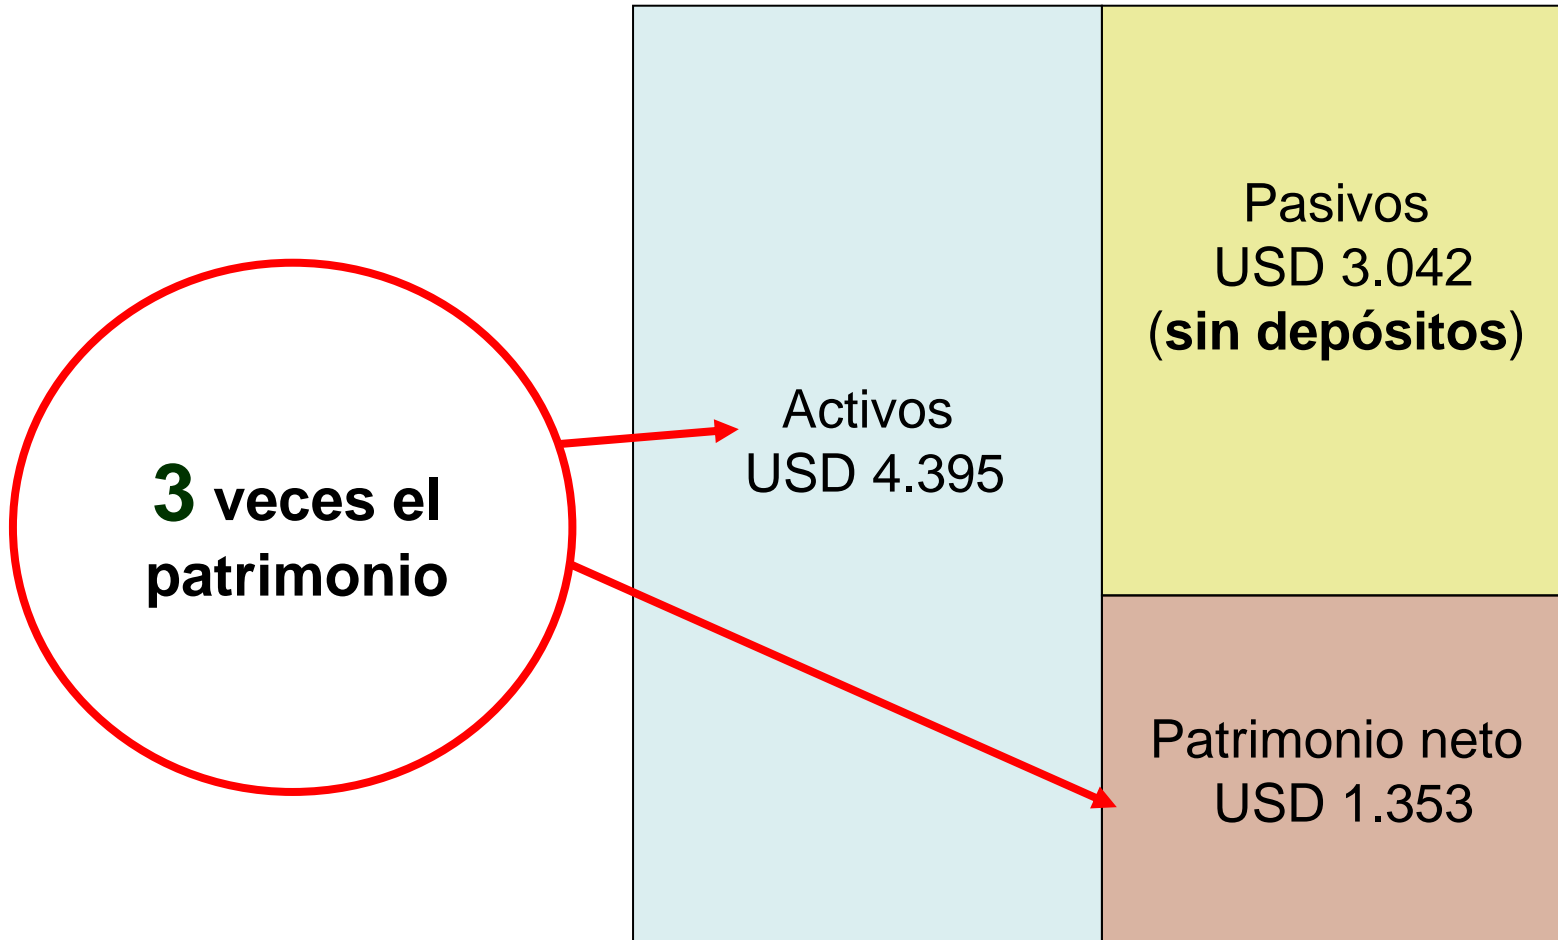 3 veces el
patrimonio
Activos
USD 4.395
Pasivos
USD 3.042
(sin depósitos)
Patrimonio neto
USD 1.353